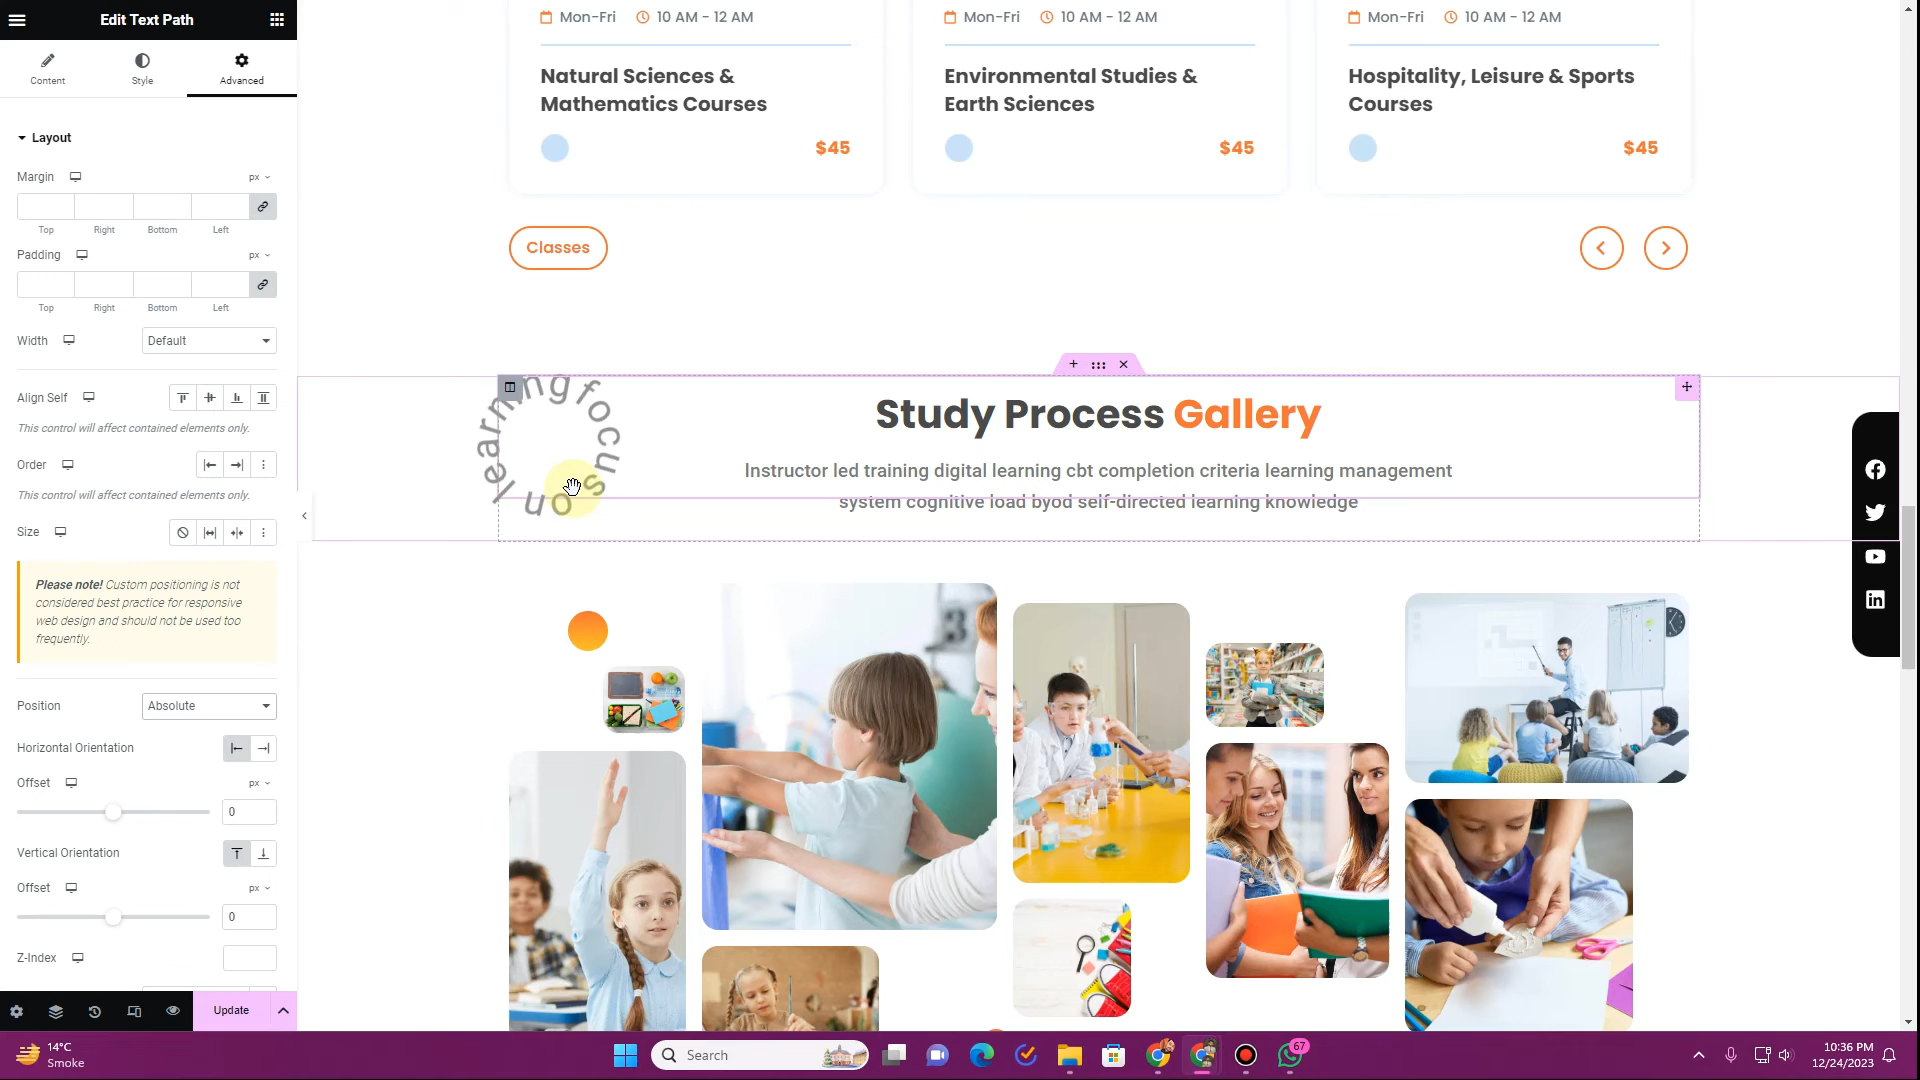 Edit Text Path
Content
Style
Advanced
Layout
Margin
px
Top
Right
Bottom
Left
Padding
px
Top
Right
Bottom
Left
Width
Default
Align Self
This control will affect contained elements only.
Order
This control will affect contained elements only.
Size
Please note! Custom positioning is not
considered best practice for responsive
web design and should not be used too
frequently.
Position
Absolute
Horizontal Orientation
Offset
px
0
Vertical Orientation
Offset
px
0
Z-Index
Update
Mon-Fri
10 AM - 12 AM
Natural Sciences &
Mathematics Courses
$45
Mon-Fri
10 AM - 12 AM
Environmental Studies &
Earth Sciences
$45
Mon-Fri
10 AM - 12 AM
Hospitality, Leisure & Sports
Courses
$45
Classes
focus on learning
Study Process Gallery
Instructor led training digital learning cbt completion criteria learning management
system cognitive load byod self-directed learning knowledge
14°C
Smoke
Search
67
10:36 PM
12/24/2023